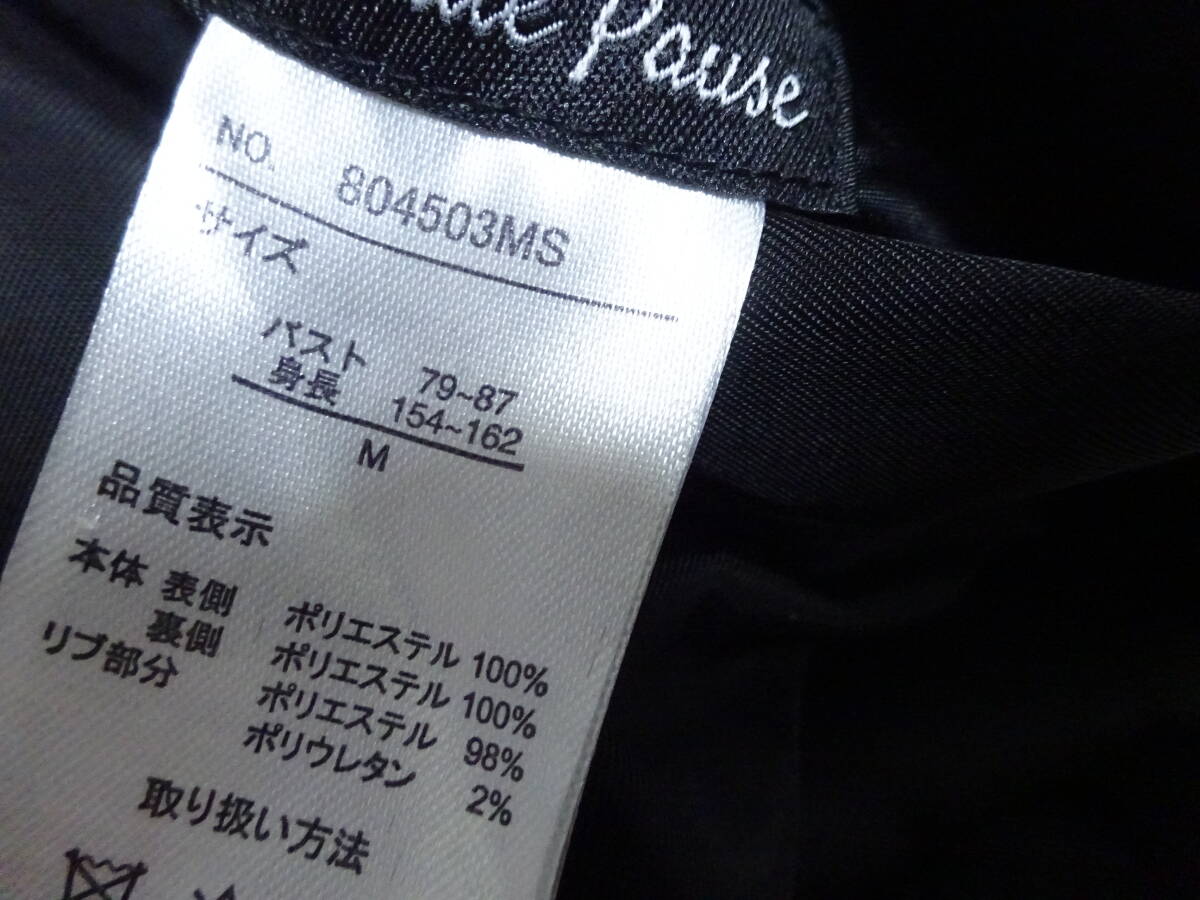 Pause
NO. 804503MS
サイズ
バスト 79~87
身長 154~162
M
品質表示
本体 表側 ポリエステル 100%
裏側 ポリエステル 100%
リブ部分 ポリエステル 98%
ポリウレタン 2%
取り扱い方法